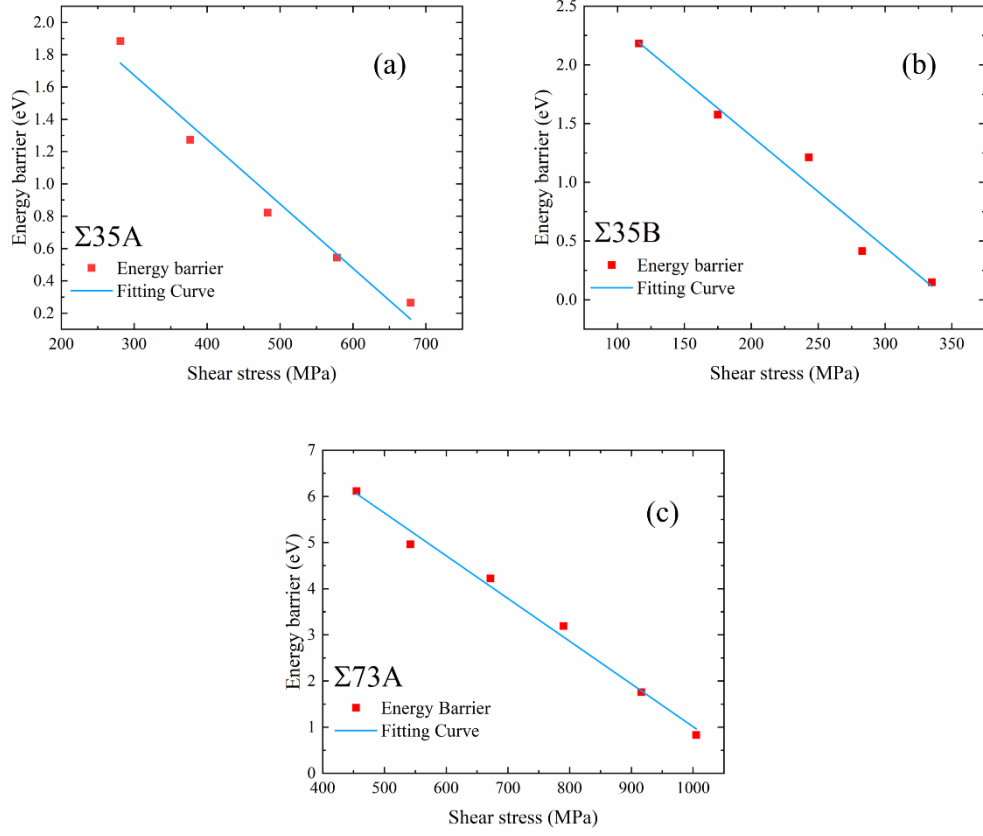 (a)
2.0
1.8
1.6
1.4
1.2
1.0
0.8
0.6
0.4
0.2
Energy barrier (eV)
Σ35A
Energy barrier
Fitting Curve
200 300 400 500 600 700
Shear stress (MPa)
(b)
2.5
2.0
1.5
1.0
0.5
0.0
Energy barrier (eV)
Σ35B
Energy barrier
Fitting Curve
100 150 200 250 300 350
Shear stress (MPa)
(c)
7
6
5
4
3
2
1
0
Energy barrier (eV)
Σ73A
Energy Barrier
Fitting Curve
400 500 600 700 800 900 1000
Shear stress (MPa)